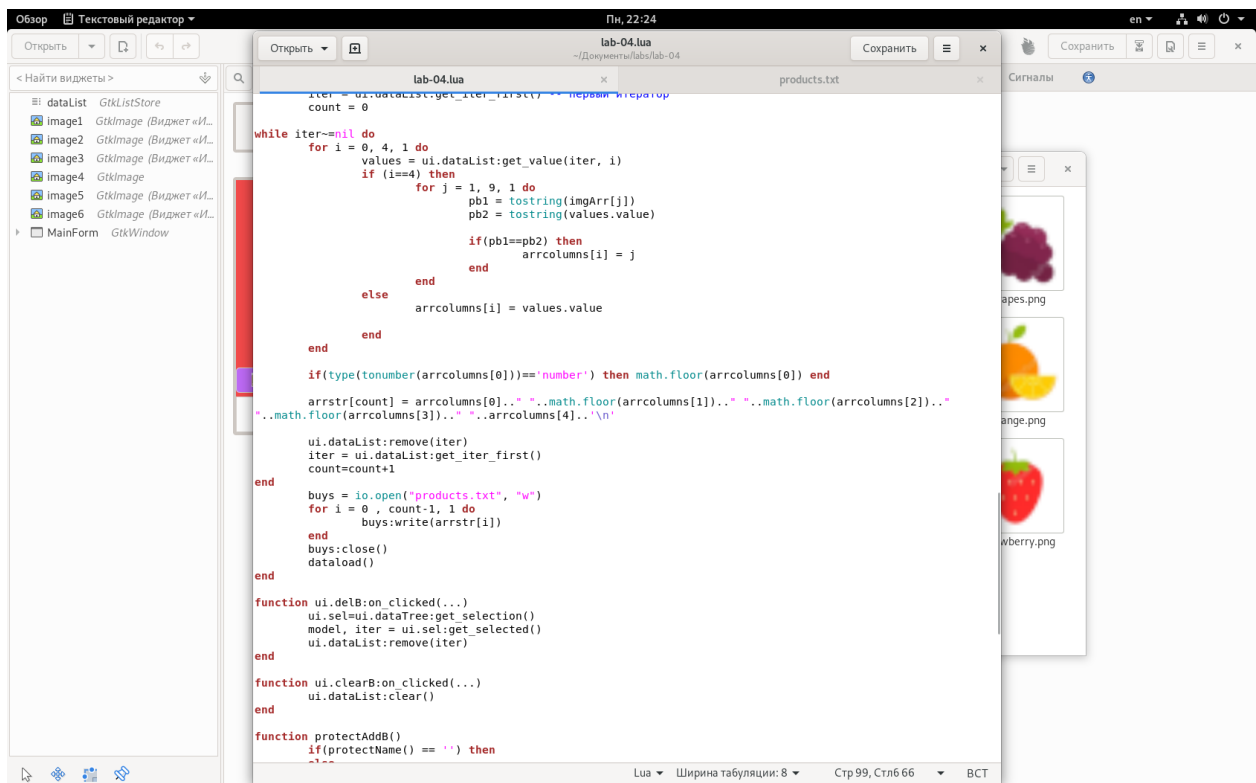 Обзор Текстовый редактор Пн, 22:24 en
Открыть
Открыть
lab-04.lua
~/Документы/labs/lab-04
Сохранить
Сохранить
< Найти виджеты >
lab-04.lua
products.txt
Сигналы
dataList GtkListStore
image1 GtkImage (Виджет «И...
image2 GtkImage (Виджет «И...
image3 GtkImage (Виджет «И...
image4 GtkImage
image5 GtkImage (Виджет «И...
image6 GtkImage (Виджет «И...
MainForm GtkWindow
iter = ui.dataList:get_iter_first() -- первый итератор
count = 0
while iter~=nil do
for i = 0, 4, 1 do
values = ui.dataList:get_value(iter, i)
if (i==4) then
for j = 1, 9, 1 do
pb1 = tostring(imgArr[j])
pb2 = tostring(values.value)
if(pb1==pb2) then
arrcolumns[i] = j
end
end
else
arrcolumns[i] = values.value
end
end
if(type(tonumber(arrcolumns[0]))=='number') then math.floor(arrcolumns[0]) end
arrstr[count] = arrcolumns[0].." "..math.floor(arrcolumns[1]).." "..math.floor(arrcolumns[2]).."
"..math.floor(arrcolumns[3]).." "..arrcolumns[4]..'\n'
ui.dataList:remove(iter)
iter = ui.dataList:get_iter_first()
count=count+1
end
buys = io.open("products.txt", "w")
for i = 0 , count-1, 1 do
buys:write(arrstr[i])
end
buys:close()
dataload()
end
function ui.delB:on_clicked(...)
ui.sel=ui.dataTree:get_selection()
model, iter = ui.sel:get_selected()
ui.dataList:remove(iter)
end
function ui.clearB:on_clicked(...)
ui.dataList:clear()
end
function protectAddB()
if(protectName() == '') then
else
apes.png
ange.png
wberry.png
Lua Ширина табуляции: 8 Стр 99, Стлб 66 ВСТ